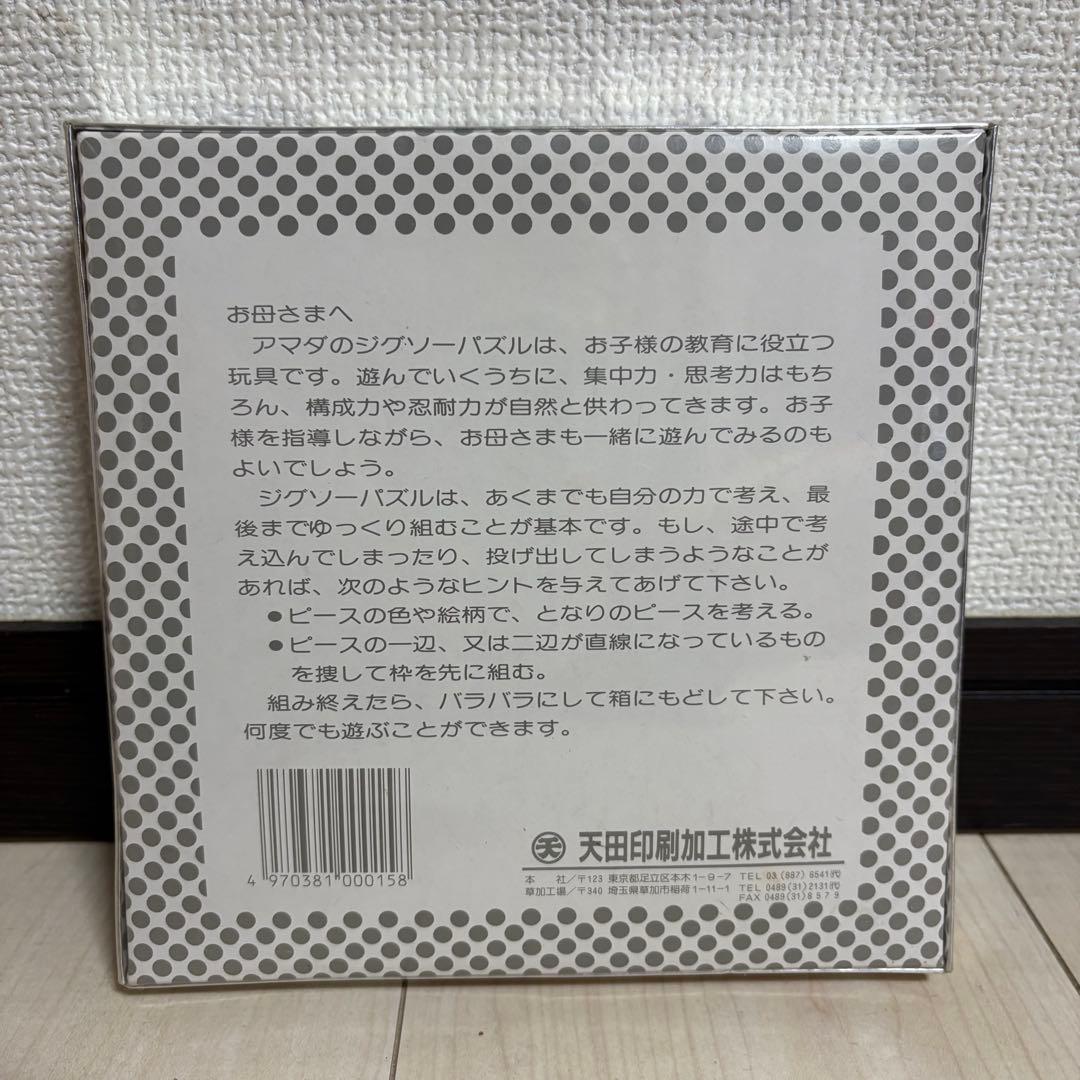 お母さまへ
アマダのジグソーパズルは、お子様の教育に役立つ
玩具です。遊んでいくうちに、集中力・思考力はもち
ろん、構成力や忍耐力が自然と供わってきます。お子
様を指導しながら、お母さまも一緒に遊んでみるのも
よいでしょう。
ジグソーパズルは、あくまでも自分の力で考え、最
後までゆっくり組むことが基本です。もし、途中で考
え込んでしまったり、投げ出してしまうようなことが
あれば、次のようなヒントを与えてあげて下さい。
●ピースの色や絵柄で、となりのピースを考える。
●ピースの一辺、又は二辺が直線になっているもの
を捜して枠を先に組む。
組み終えたら、バラバラにして箱にもどして下さい。
何度でも遊ぶことができます。
4 970381 000158
天 天田印刷加工株式会社
本 社/〒123 東京都足立区本木1-9-7 TEL 03 (887) 8541㈹
草加工場/〒340 埼玉県草加市稲荷1-11-1 TEL 0489(31)2131㈹
FAX 0489(31)8579